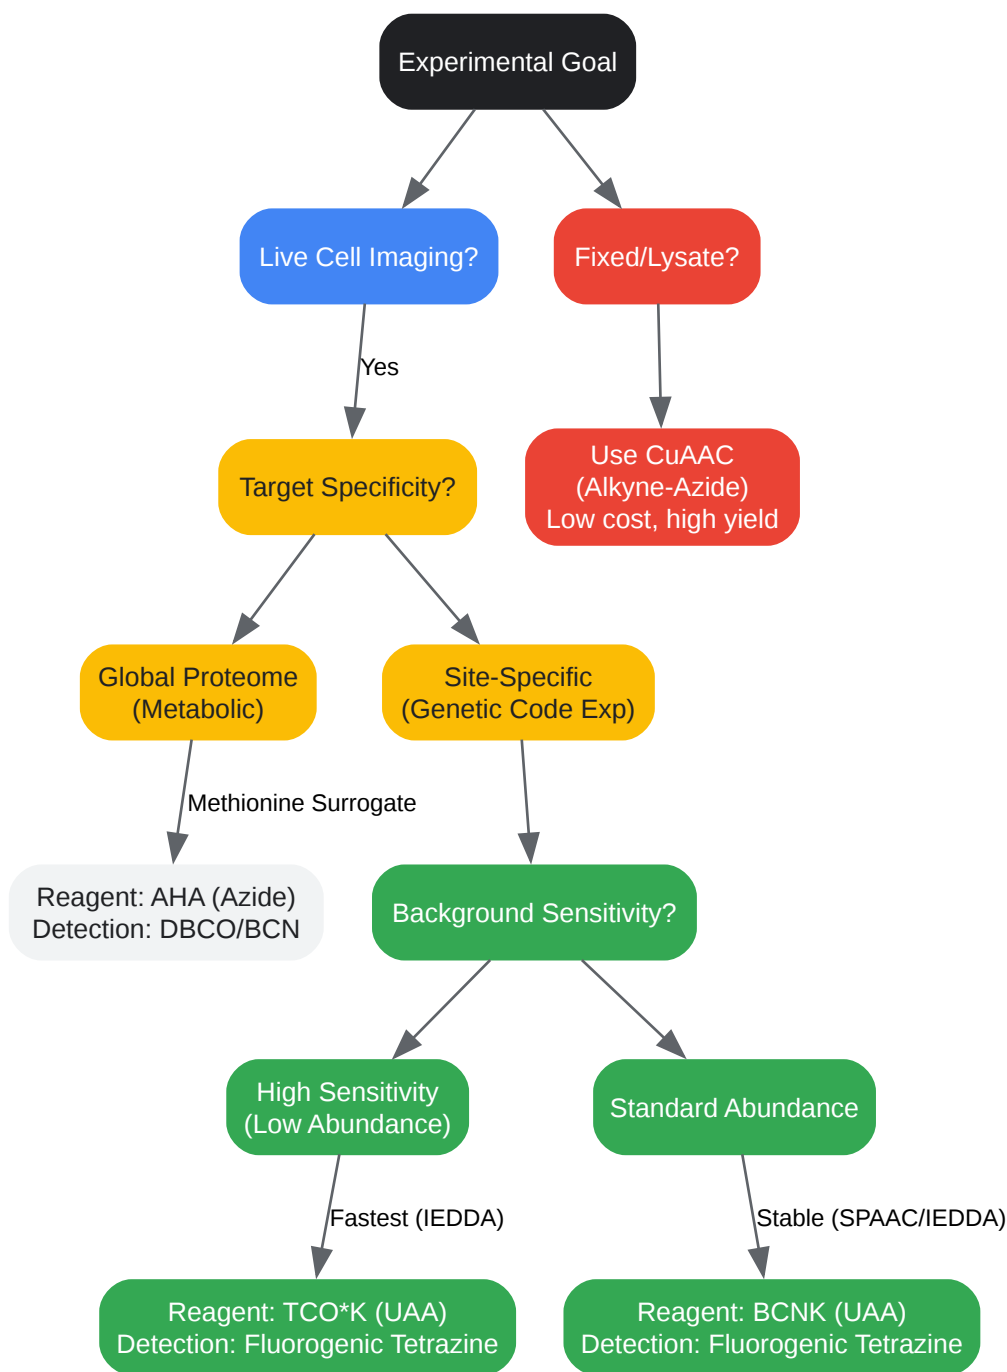 Experimental Goal
Live Cell Imaging?
Fixed/Lysate?
Yes
Use CuAAC
(Alkyne-Azide)
Low cost, high yield
Target Specificity?
Global Proteome
(Metabolic)
Site-Specific
(Genetic Code Exp)
Methionine Surrogate
Reagent: AHA (Azide)
Detection: DBCO/BCN
Background Sensitivity?
High Sensitivity
(Low Abundance)
Standard Abundance
Fastest (IEDDA)
Stable (SPAAC/IEDDA)
Reagent: TCO*K (UAA)
Detection: Fluorogenic Tetrazine
Reagent: BCNK (UAA)
Detection: Fluorogenic Tetrazine